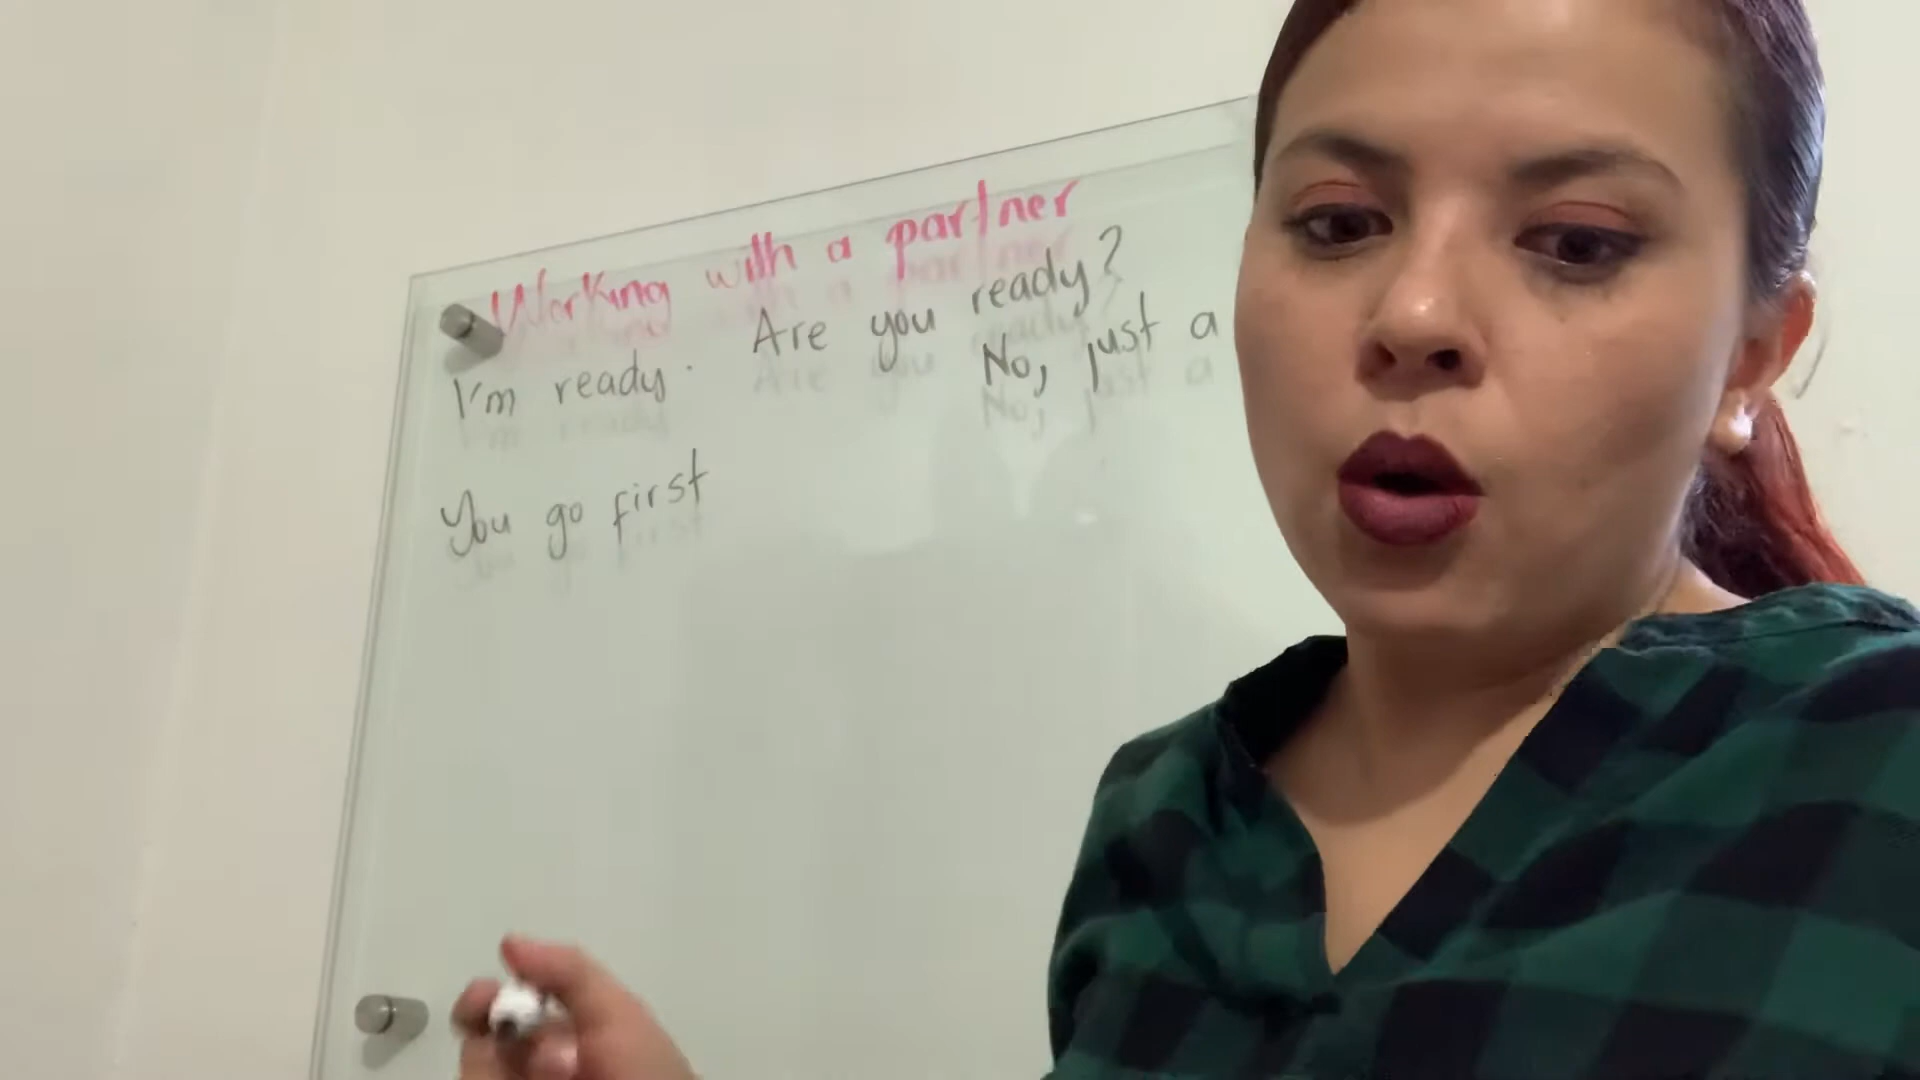 Working with a partner
I'm ready. Are you ready?
No, just a
You go first